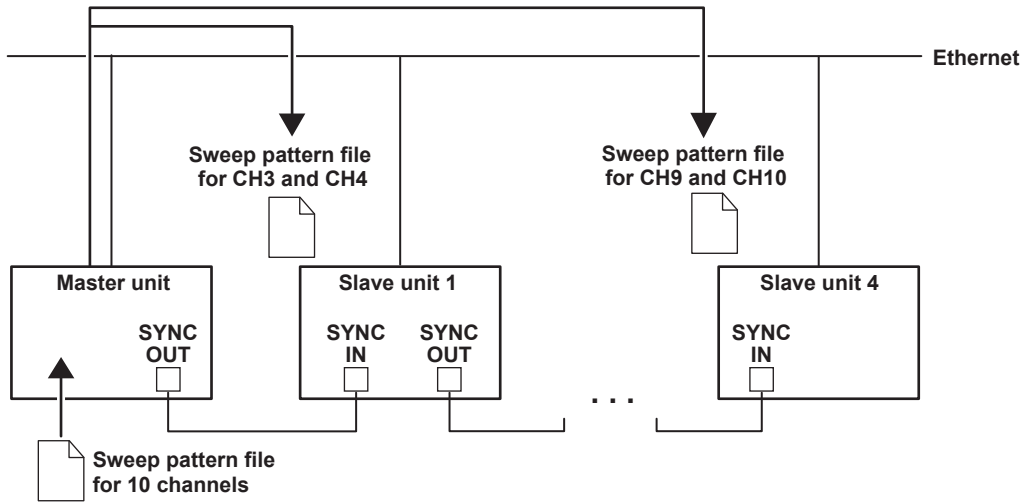 Ethernet
Sweep pattern file
for CH3 and CH4
Sweep pattern file
for CH9 and CH10
Master unit
SYNC
OUT
Slave unit 1
SYNC
IN
SYNC
OUT
. . .
Slave unit 4
SYNC
IN
Sweep pattern file
for 10 channels